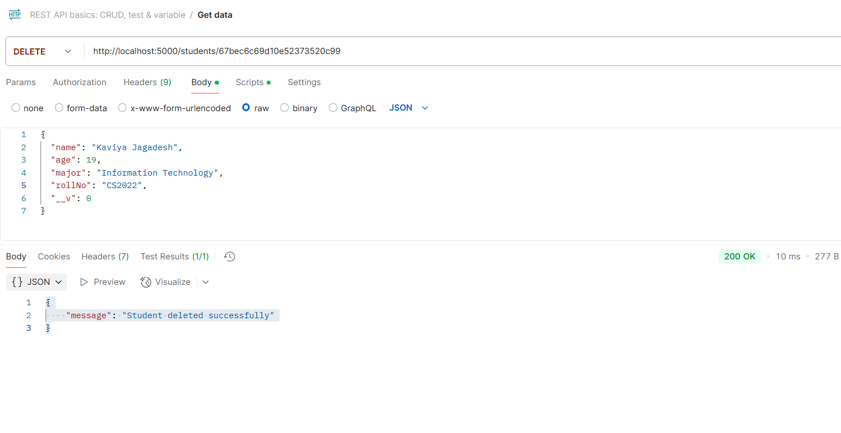 HTTP REST API basics: CRUD, test & variable / Get data
DELETE http://localhost:5000/students/67bec6c69d10e52373520c99
Params Authorization Headers (9) Body Scripts Settings
none form-data x-www-form-urlencoded raw binary GraphQL JSON
1 {
2 "name": "Kaviya Jagadesh",
3 "age": 19,
4 "major": "Information Technology",
5 "rollNo": "CS2022",
6 "__v": 0
7 }
Body Cookies Headers (7) Test Results (1/1) 200 OK • 10 ms • 277 B
{} JSON Preview Visualize
1 {
2 "message": "Student deleted successfully"
3 }